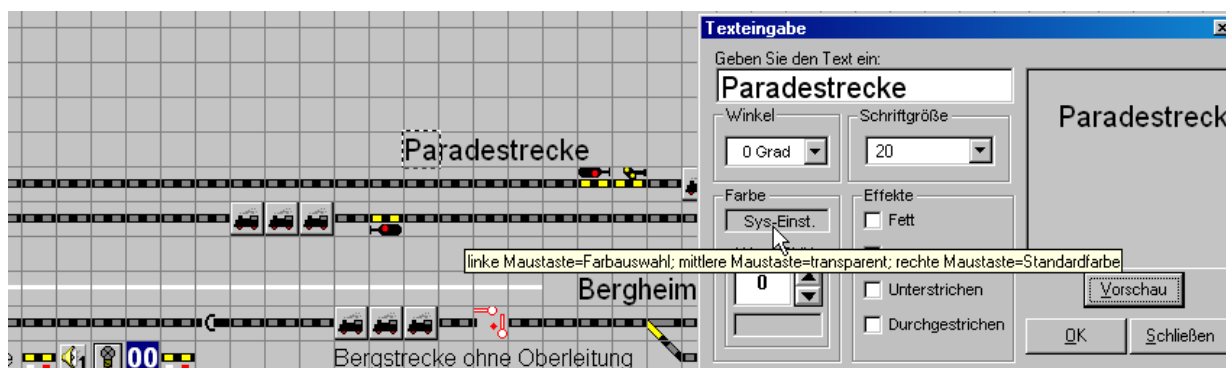 Texteingabe
Geben Sie den Text ein:
Paradestrecke
Winkel
Schriftgröße
0 Grad
20
Paradestreck
Paradestrecke
Farbe
Effekte
Sys-Einst.
Fett
linke Maustaste=Farbauswahl; mittlere Maustaste=transparent; rechte Maustaste=Standardfarbe
0
Bergheim
Unterstrichen
Vorschau
Durchgestrichen
OK
Schließen
1
00
Bergstrecke ohne Oberleitung